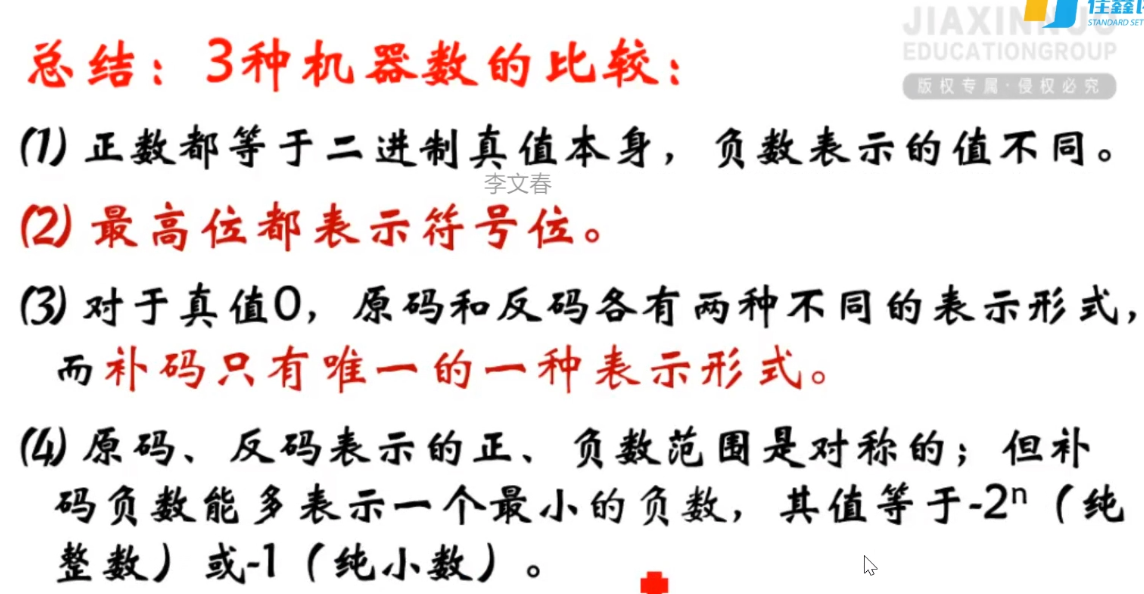 佳鑫
STANDARD SET
JIAXINNUO
EDUCATIONGROUP
版权专属·侵权必究
总结：3种机器数的比较：
(1) 正数都等于二进制真值本身，负数表示的值不同。
李文春
(2) 最高位都表示符号位。
(3) 对于真值0，原码和反码各有两种不同的表示形式，
而补码只有唯一的一种表示形式。
(4) 原码、反码表示的正、负数范围是对称的；但补
码负数能多表示一个最小的负数，其值等于-2ⁿ（纯
整数）或-1（纯小数）。